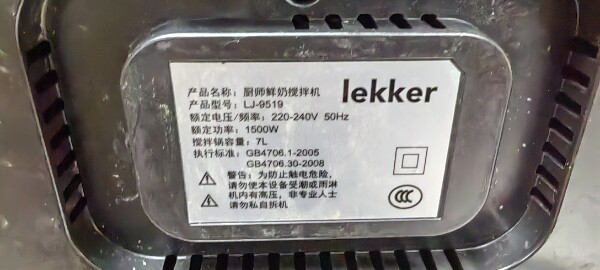 产品名称：厨师鲜奶搅拌机
lekker
产品型号：LJ-9519
额定电压/频率：220-240V 50Hz
额定功率：1500W
搅拌锅容量：7L
执行标准：GB4706.1-2005
GB4706.30-2008
警告：为防止触电危险，
请勿使本设备受潮或雨淋
机内有高压，非专业人士
请勿私自拆机
CCC